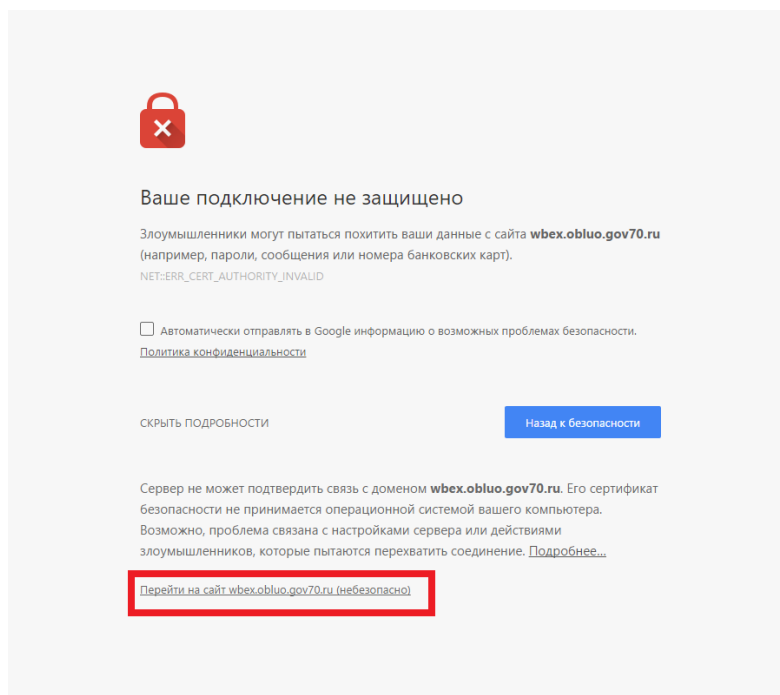 Ваше подключение не защищено
Злоумышленники могут пытаться похитить ваши данные с сайта wbex.obluo.gov70.ru
(например, пароли, сообщения или номера банковских карт).
NET::ERR_CERT_AUTHORITY_INVALID
Автоматически отправлять в Google информацию о возможных проблемах безопасности.
Политика конфиденциальности
СКРЫТЬ ПОДРОБНОСТИ
Назад к безопасности
Сервер не может подтвердить связь с доменом wbex.obluo.gov70.ru. Его сертификат
безопасности не принимается операционной системой вашего компьютера.
Возможно, проблема связана с настройками сервера или действиями
злоумышленников, которые пытаются перехватить соединение. Подробнее...
Перейти на сайт wbex.obluo.gov70.ru (небезопасно)